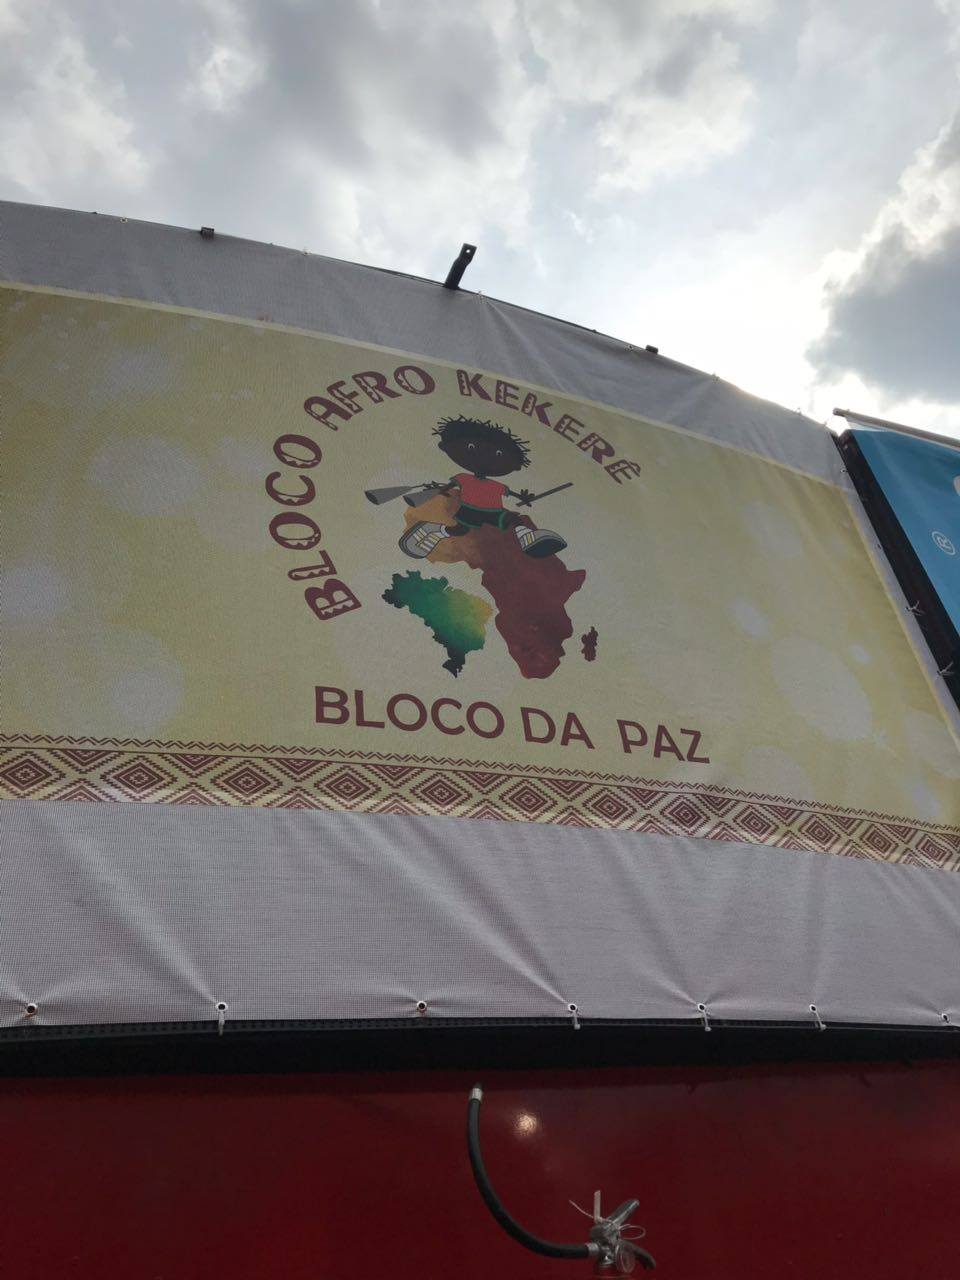 BLOCO AFRO KEKERÊ
BLOCO DA PAZ
®